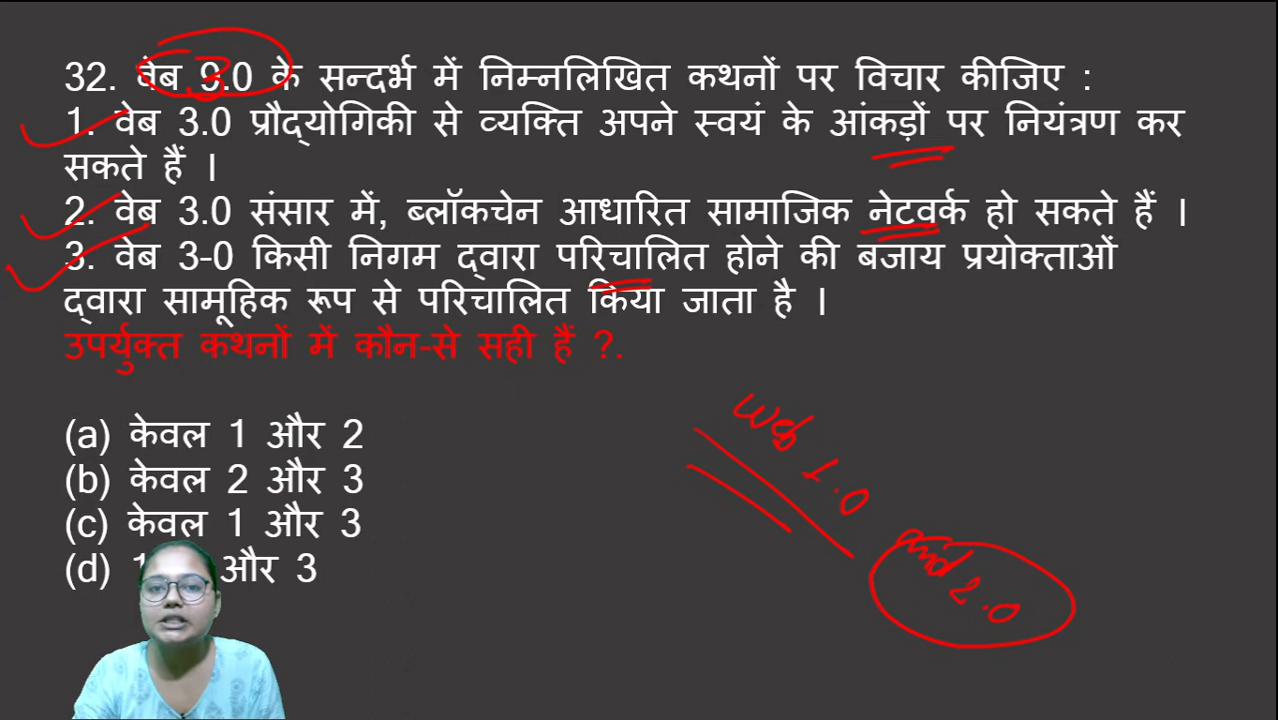 32. वेब 9.0 के सन्दर्भ में निम्नलिखित कथनों पर विचार कीजिए :
3
1. वेब 3.0 प्रौद्योगिकी से व्यक्ति अपने स्वयं के आंकड़ों पर नियंत्रण कर
सकते हैं ।
2. वेब 3.0 संसार में, ब्लॉकचेन आधारित सामाजिक नेटवर्क हो सकते हैं ।
3. वेब 3-0 किसी निगम द्वारा परिचालित होने की बजाय प्रयोक्ताओं
द्वारा सामूहिक रूप से परिचालित किया जाता है ।
उपर्युक्त कथनों में कौन-से सही हैं ?.
(a) केवल 1 और 2
(b) केवल 2 और 3
(c) केवल 1 और 3
(d) 1 और 3
web 1.0
and 2.0